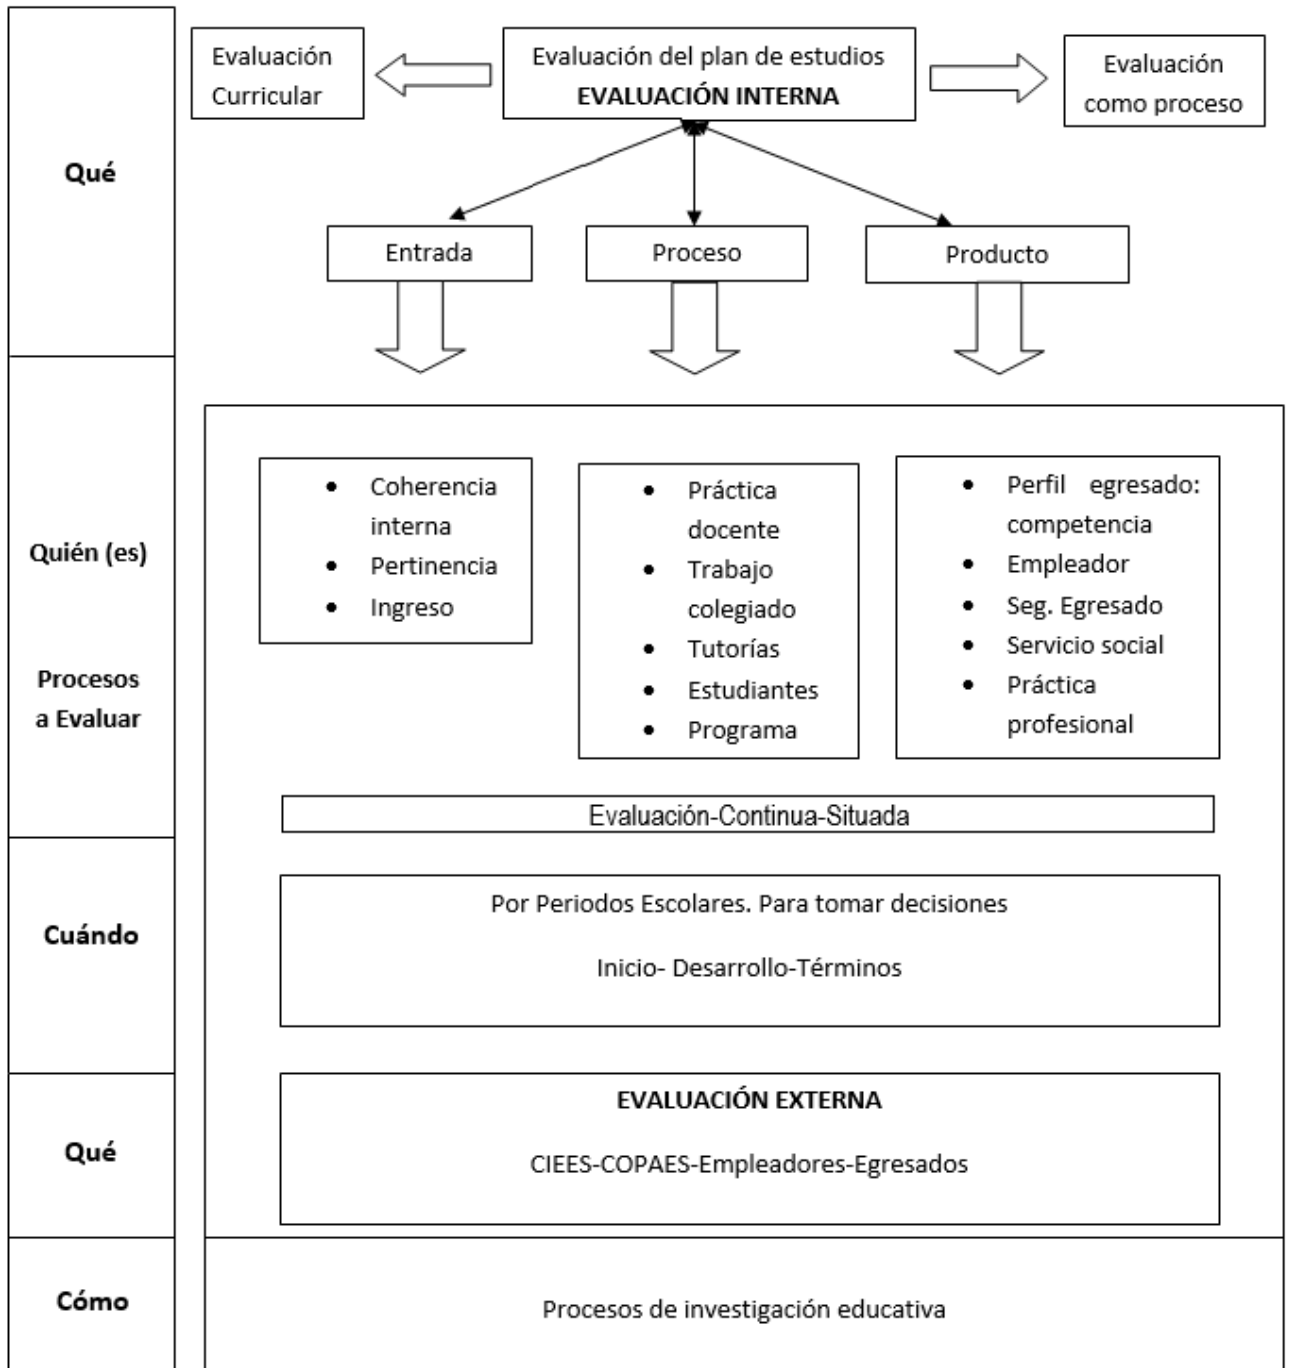 Qué
Evaluación
Curricular
Evaluación del plan de estudios
EVALUACIÓN INTERNA
Evaluación
como proceso
Entrada
Proceso
Producto
Quién (es)
Procesos
a Evaluar
• Coherencia
interna
• Pertinencia
• Ingreso
• Práctica
docente
• Trabajo
colegiado
• Tutorías
• Estudiantes
• Programa
• Perfil egresado:
competencia
• Empleador
• Seg. Egresado
• Servicio social
• Práctica
profesional
Evaluación-Continua-Situada
Cuándo
Por Periodos Escolares. Para tomar decisiones
Inicio- Desarrollo-Términos
Qué
EVALUACIÓN EXTERNA
CIEES-COPAES-Empleadores-Egresados
Cómo
Procesos de investigación educativa